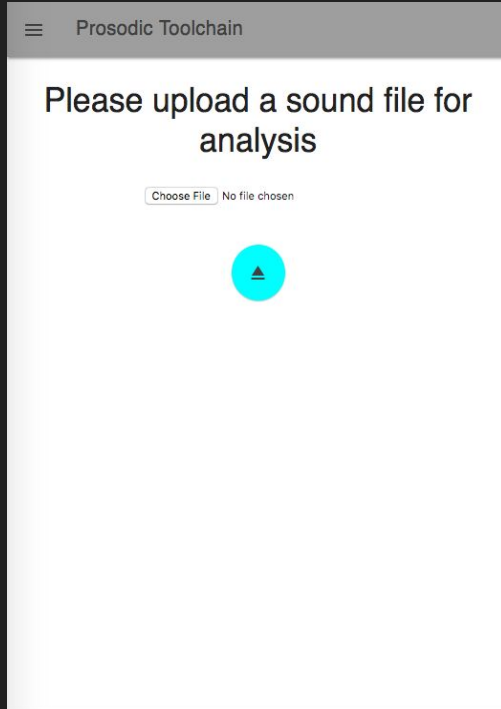 Prosodic Toolchain
Please upload a sound file for
analysis
Choose File No file chosen